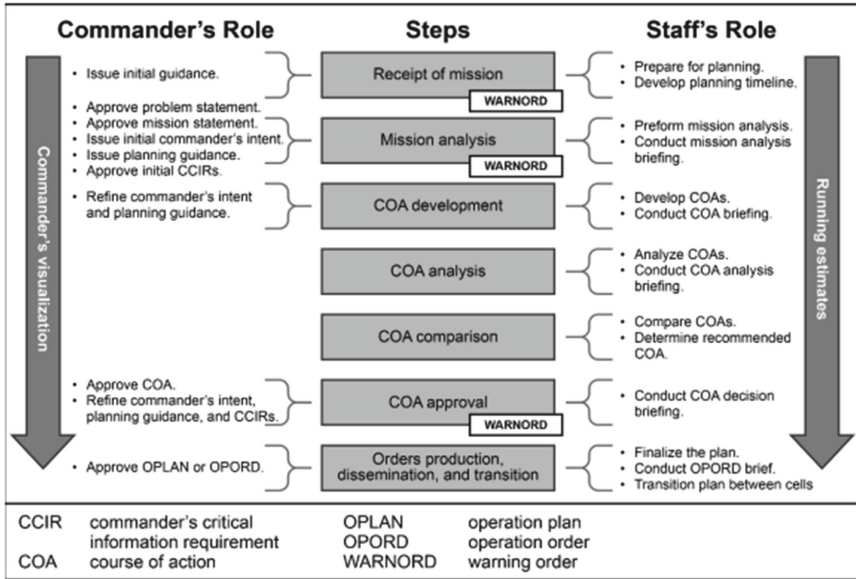 Commander's Role
Steps
Staff's Role
Commander's visualization
• Issue initial guidance.
Receipt of mission
WARNORD
• Prepare for planning.
• Develop planning timeline.
• Approve problem statement.
• Approve mission statement.
• Issue initial commander's intent.
• Issue planning guidance.
• Approve initial CCIRs.
Mission analysis
WARNORD
• Preform mission analysis.
• Conduct mission analysis
briefing.
• Refine commander's intent
and planning guidance.
COA development
• Develop COAs.
• Conduct COA briefing.
COA analysis
• Analyze COAs.
• Conduct COA analysis
briefing.
COA comparison
• Compare COAs.
• Determine recommended
COA.
• Approve COA.
• Refine commander's intent,
planning guidance, and CCIRs.
COA approval
WARNORD
• Conduct COA decision
briefing.
• Approve OPLAN or OPORD.
Orders production,
dissemination, and transition
• Finalize the plan.
• Conduct OPORD brief.
• Transition plan between cells
Running estimates
CCIR commander's critical
information requirement
COA course of action
OPLAN operation plan
OPORD operation order
WARNORD warning order